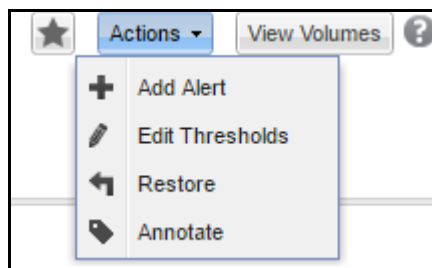 Actions View Volumes ?
Add Alert
Edit Thresholds
Restore
Annotate